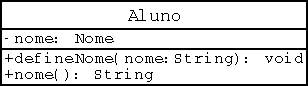 Aluno
- nome: Nome
+defineNome(nome:String): void
+nome(): String